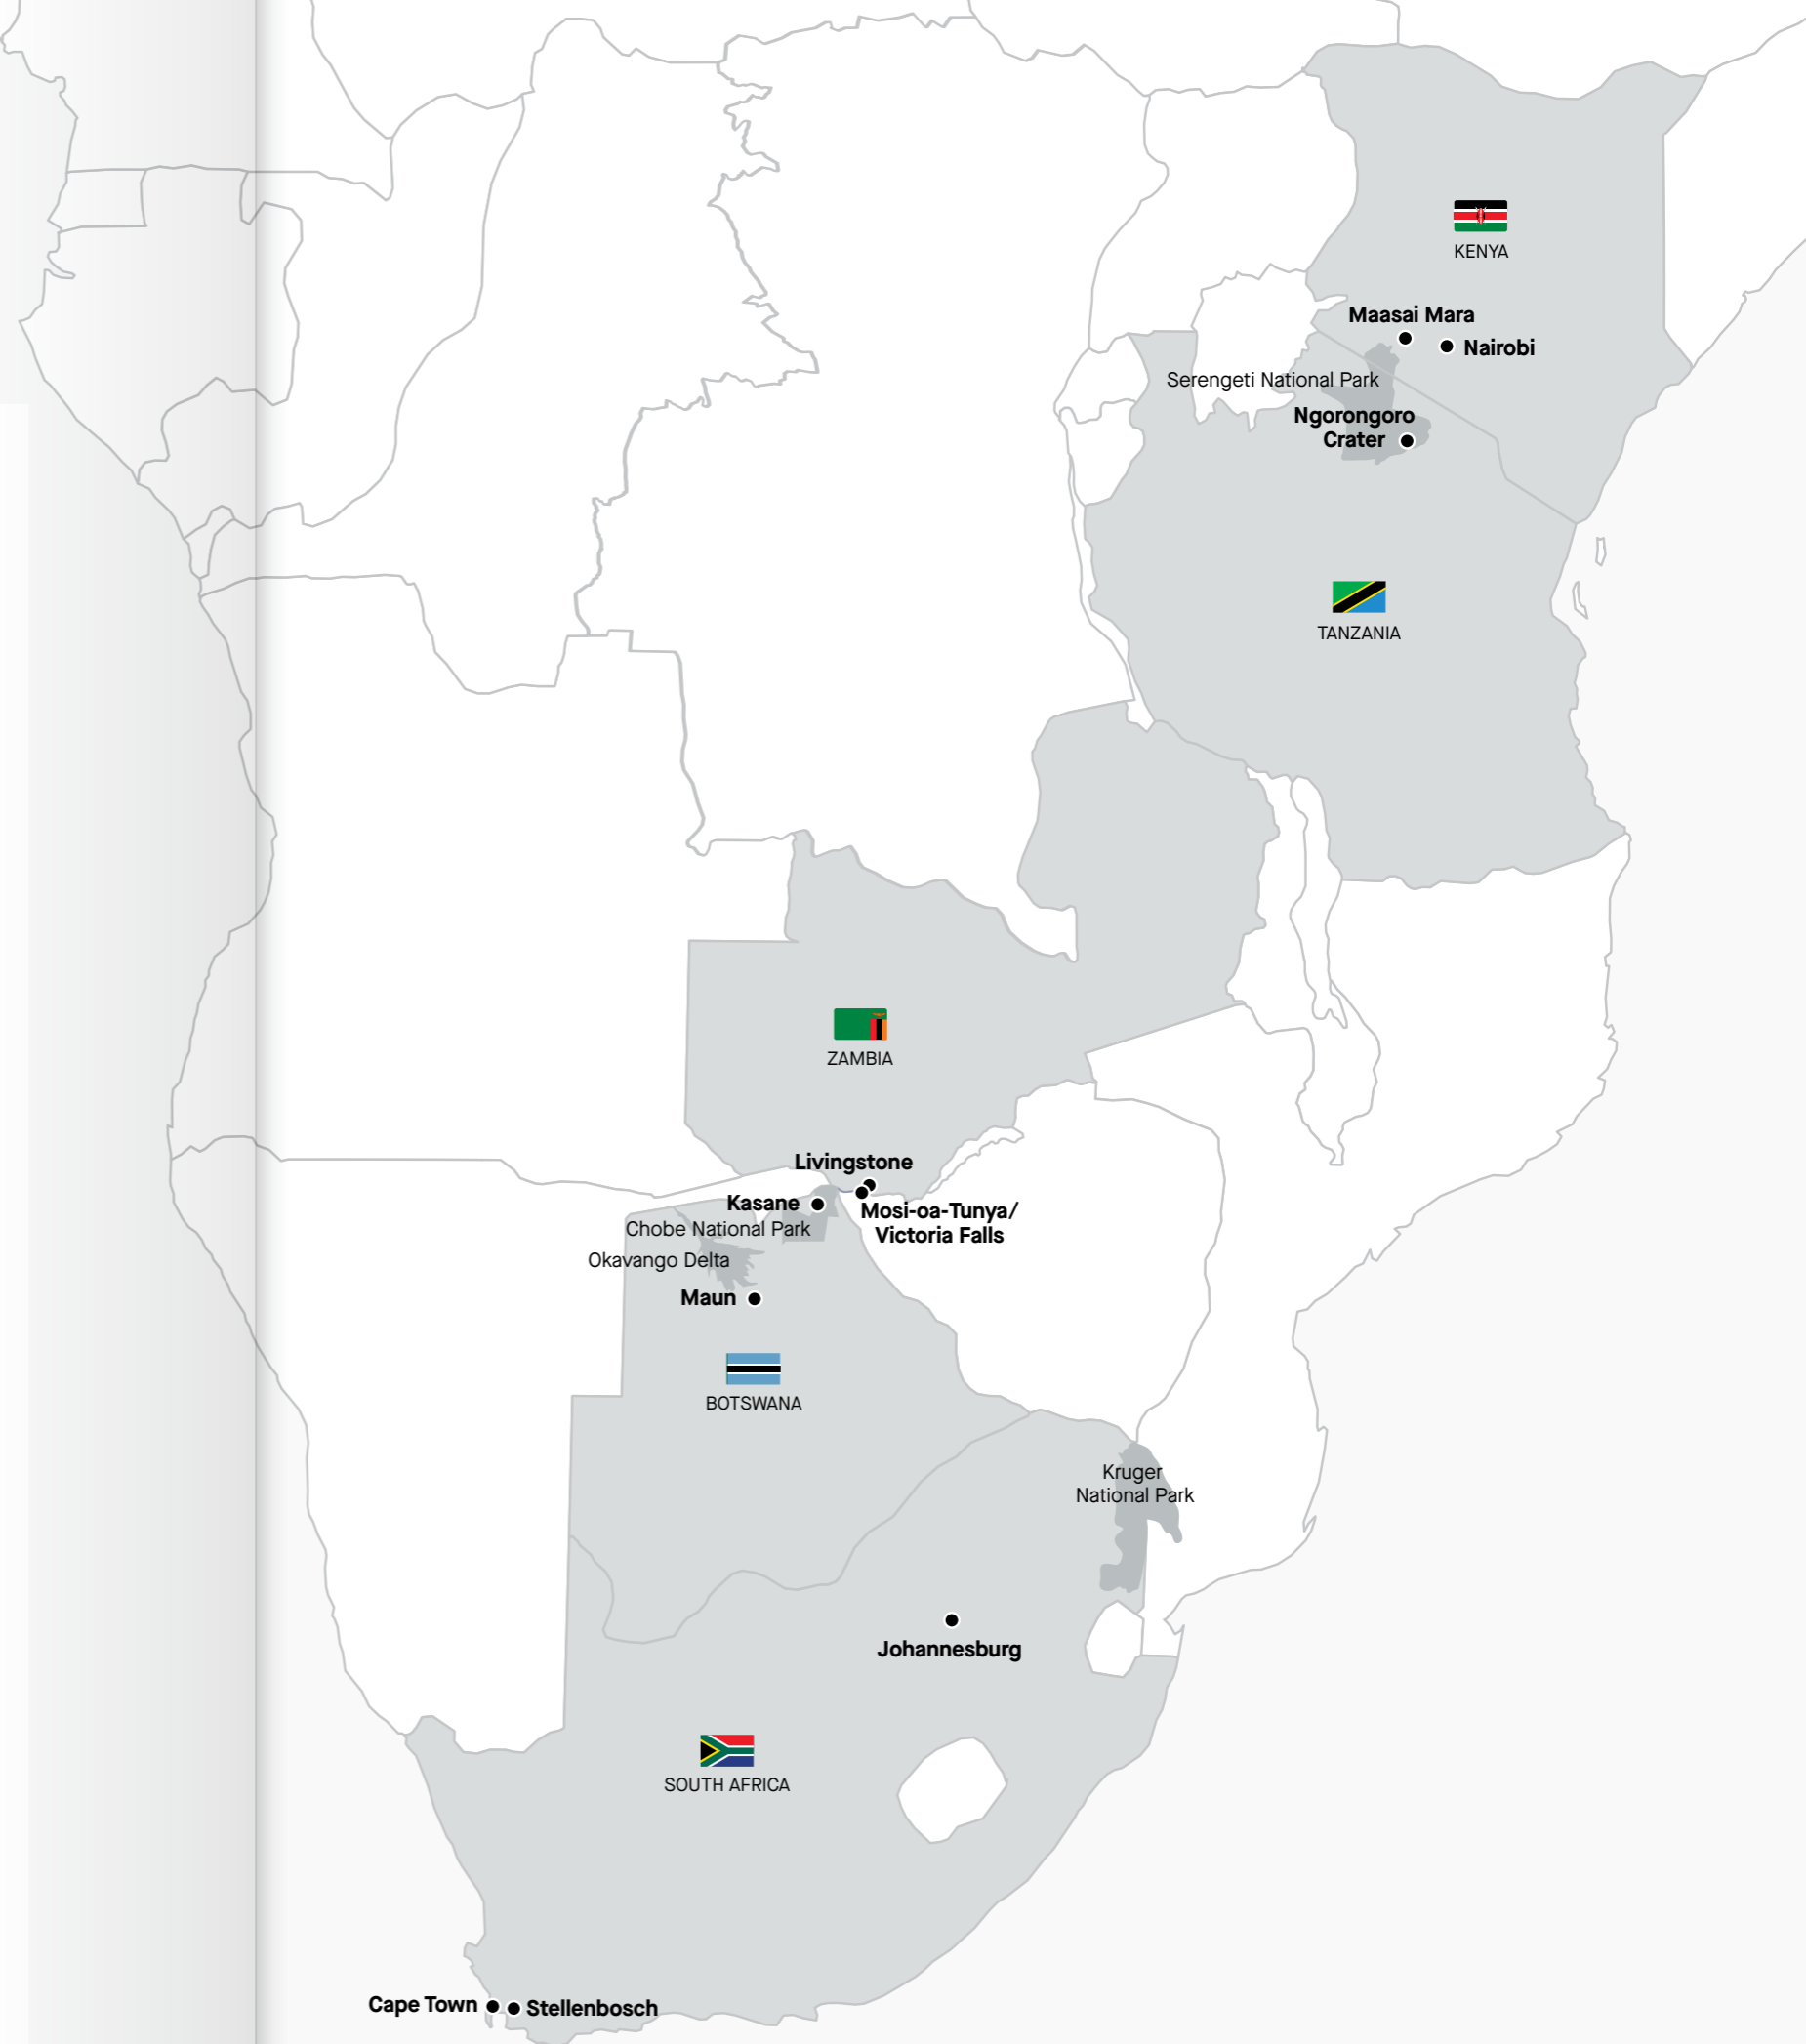 KENYA
Maasai Mara
Nairobi
Serengeti National Park
Ngorongoro
Crater
TANZANIA
ZAMBIA
Livingstone
Kasane
Mosi-oa-Tunya/
Victoria Falls
Chobe National Park
Okavango Delta
Maun
BOTSWANA
Kruger
National Park
Johannesburg
SOUTH AFRICA
Cape Town
Stellenbosch